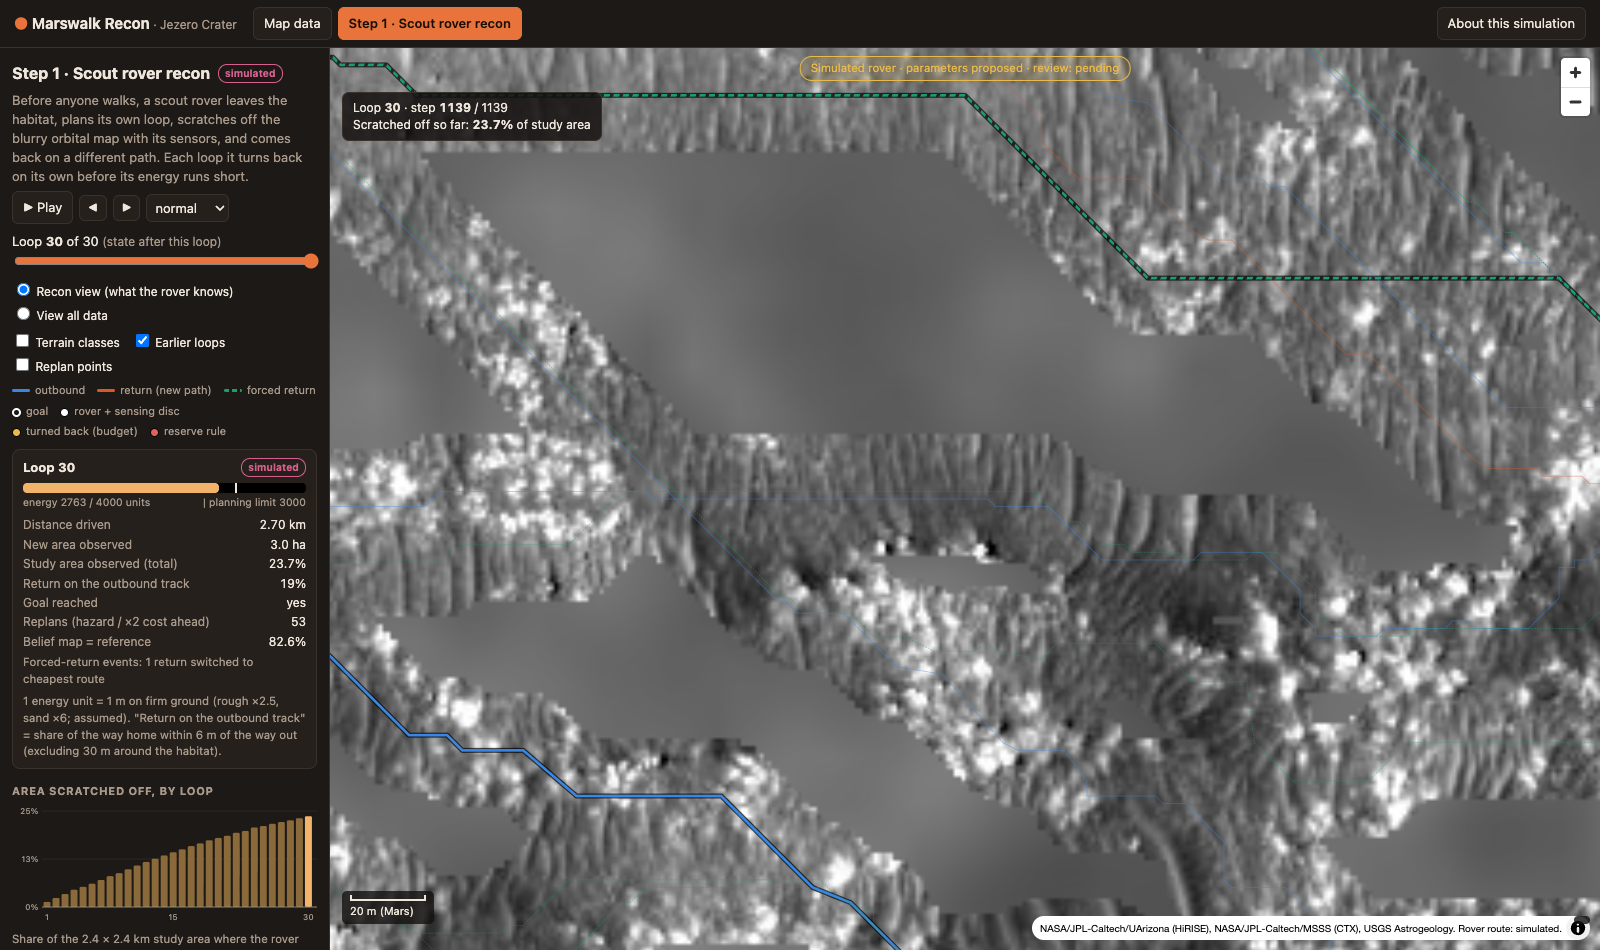 Marswalk Recon · Jezero Crater
Map data
Step 1 · Scout rover recon
About this simulation
Step 1 · Scout rover recon simulated
Before anyone walks, a scout rover leaves the
habitat, plans its own loop, scratches off the
blurry orbital map with its sensors, and comes
back on a different path. Each loop it turns back
on its own before its energy runs short.
Play
normal
Loop 30 of 30 (state after this loop)
Recon view (what the rover knows)
View all data
Terrain classes Earlier loops
Replan points
outbound return (new path) forced return
goal rover + sensing disc
turned back (budget) reserve rule
Loop 30 simulated
energy 2763 / 4000 units | planning limit 3000
Distance driven 2.70 km
New area observed 3.0 ha
Study area observed (total) 23.7%
Return on the outbound track 19%
Goal reached yes
Replans (hazard / ×2 cost ahead) 53
Belief map = reference 82.6%
Forced-return events: 1 return switched to
cheapest route
1 energy unit = 1 m on firm ground (rough ×2.5,
sand ×6; assumed). "Return on the outbound track"
= share of the way home within 6 m of the way out
(excluding 30 m around the habitat).
AREA SCRATCHED OFF, BY LOOP
25%
13%
0%
1 15 30
Share of the 2.4 × 2.4 km study area where the rover
Simulated rover · parameters proposed · review: pending
Loop 30 · step 1139 / 1139
Scratched off so far: 23.7% of study area
+
−
20 m (Mars)
NASA/JPL-Caltech/UArizona (HiRISE), NASA/JPL-Caltech/MSSS (CTX), USGS Astrogeology. Rover route: simulated.